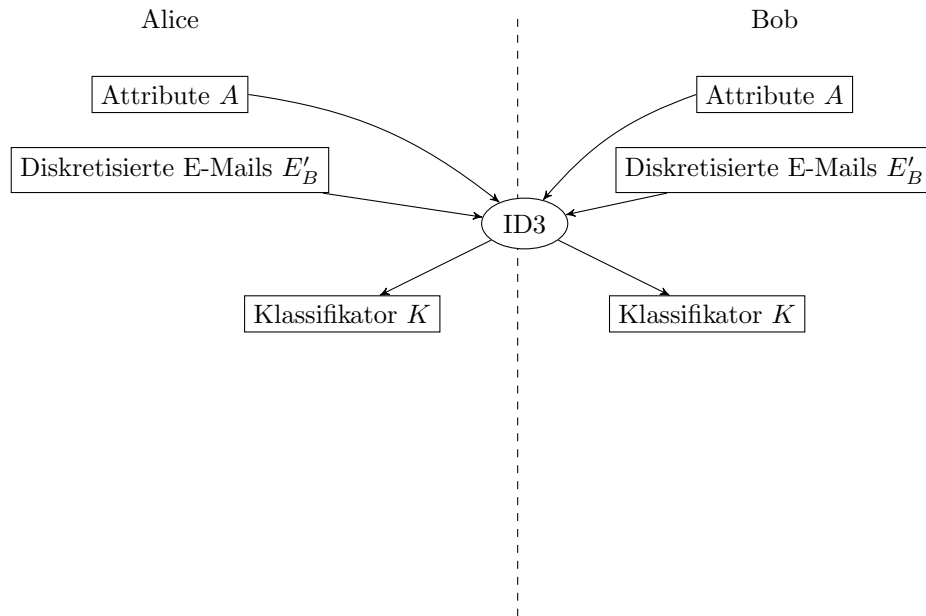 Alice
Bob
Attribute A
Attribute A
Diskretisierte E-Mails E'_B
Diskretisierte E-Mails E'_B
ID3
Klassifikator K
Klassifikator K